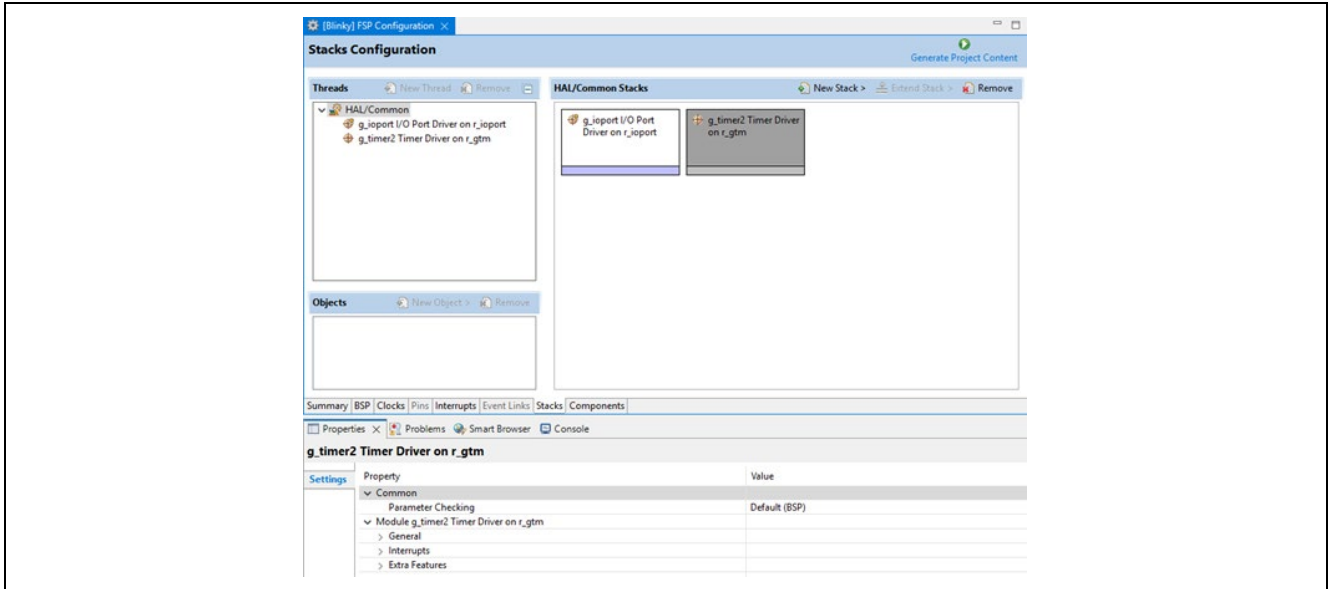 [Blinky] FSP Configuration
Stacks Configuration
Generate Project Content
Threads New Thread Remove
HAL/Common
g_ioport I/O Port Driver on r_ioport
g_timer2 Timer Driver on r_gtm
HAL/Common Stacks New Stack > Extend Stack > Remove
g_ioport I/O Port
Driver on r_ioport
g_timer2 Timer Driver
on r_gtm
Objects New Object > Remove
Summary BSP Clocks Pins Interrupts Event Links Stacks Components
Properties Problems Smart Browser Console
g_timer2 Timer Driver on r_gtm
Settings
Property Value
Common
Parameter Checking Default (BSP)
Module g_timer2 Timer Driver on r_gtm
General
Interrupts
Extra Features